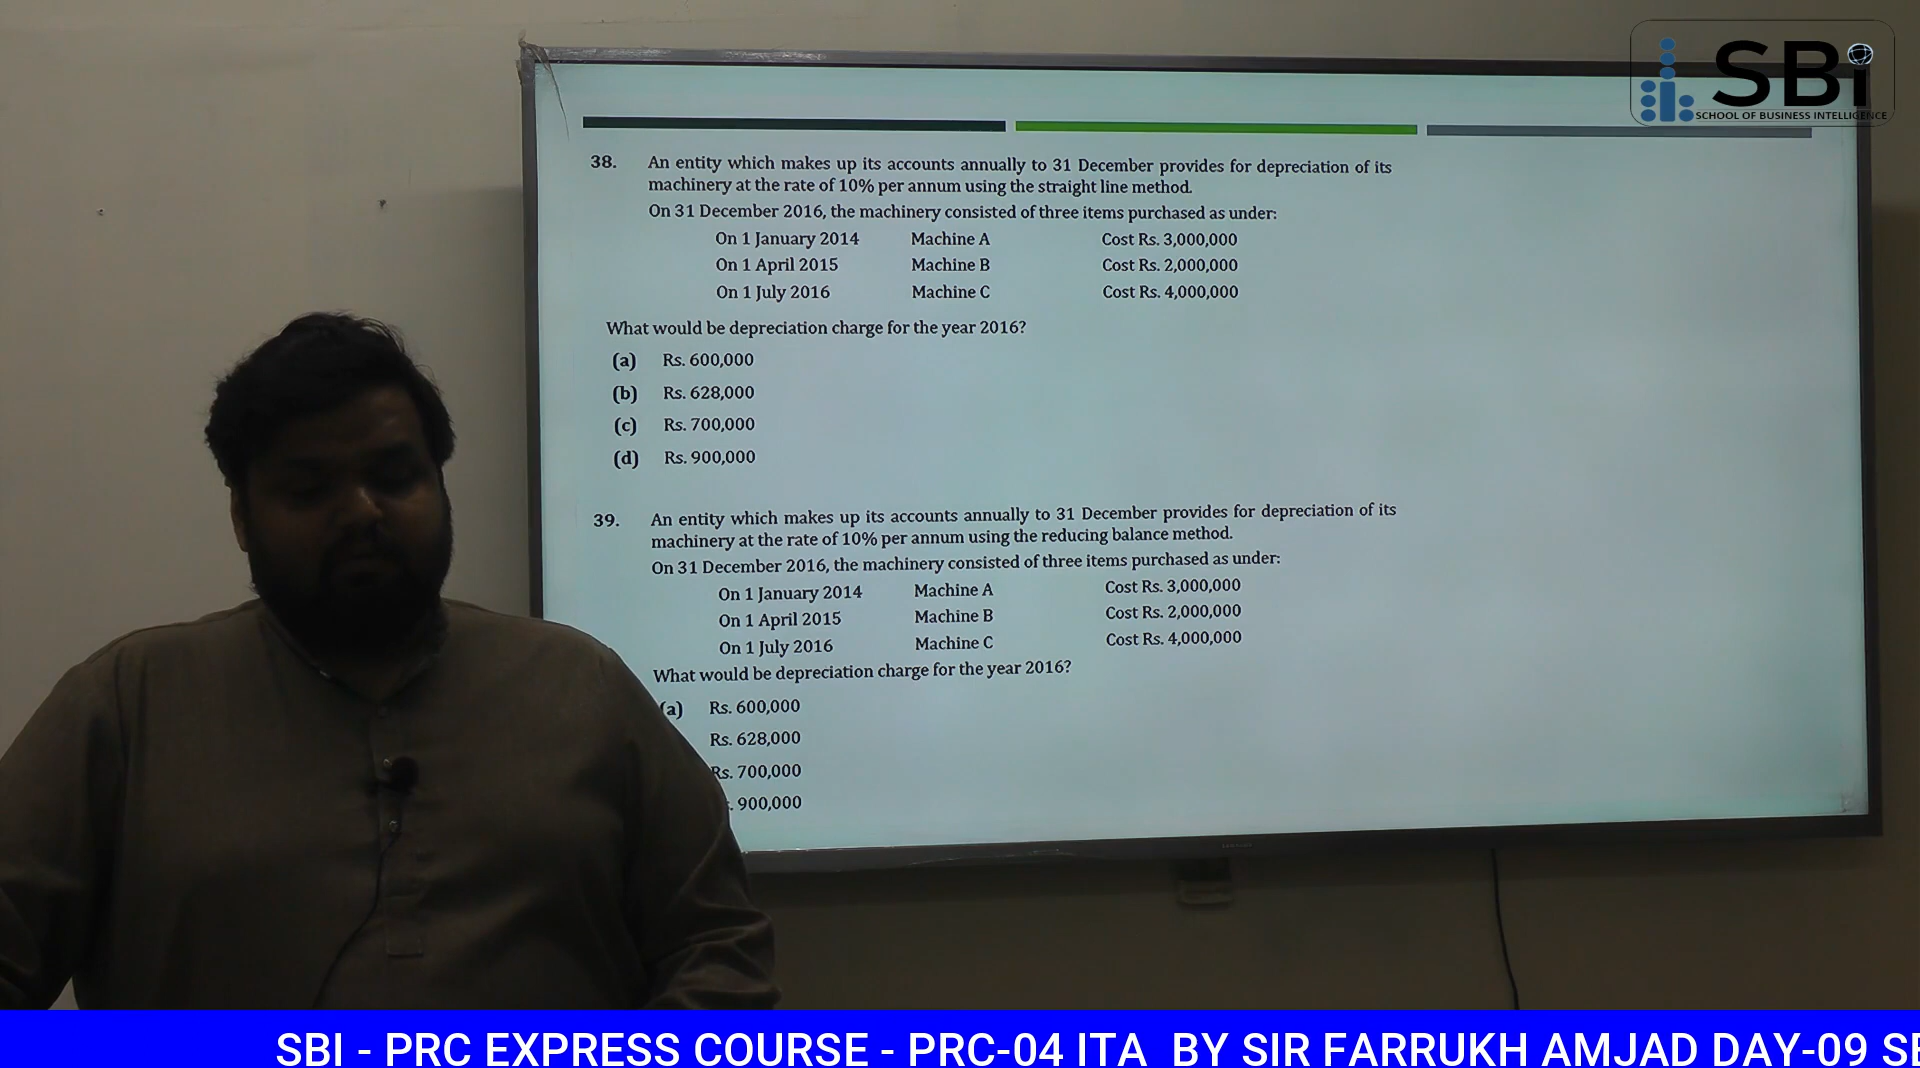 SBi
SCHOOL OF BUSINESS INTELLIGENCE
38. An entity which makes up its accounts annually to 31 December provides for depreciation of its
machinery at the rate of 10% per annum using the straight line method.
On 31 December 2016, the machinery consisted of three items purchased as under:
On 1 January 2014 Machine A Cost Rs. 3,000,000
On 1 April 2015 Machine B Cost Rs. 2,000,000
On 1 July 2016 Machine C Cost Rs. 4,000,000
What would be depreciation charge for the year 2016?
(a) Rs. 600,000
(b) Rs. 628,000
(c) Rs. 700,000
(d) Rs. 900,000
39. An entity which makes up its accounts annually to 31 December provides for depreciation of its
machinery at the rate of 10% per annum using the reducing balance method.
On 31 December 2016, the machinery consisted of three items purchased as under:
On 1 January 2014 Machine A Cost Rs. 3,000,000
On 1 April 2015 Machine B Cost Rs. 2,000,000
On 1 July 2016 Machine C Cost Rs. 4,000,000
What would be depreciation charge for the year 2016?
(a) Rs. 600,000
Rs. 628,000
Rs. 700,000
. 900,000
SBI - PRC EXPRESS COURSE - PRC-04 ITA BY SIR FARRUKH AMJAD DAY-09 SE